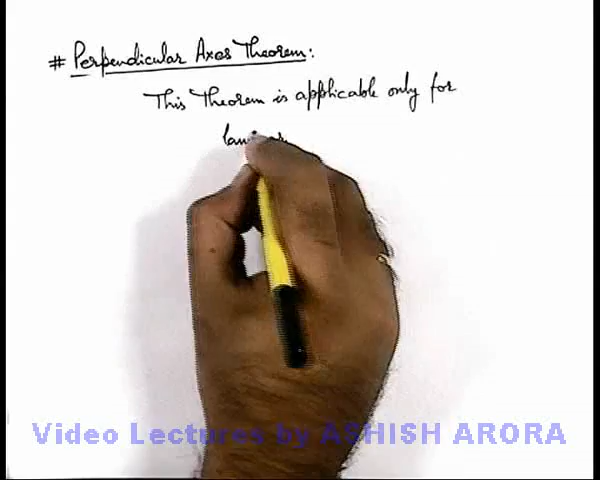 # Perpendicular Axes Theorem:
This Theorem is applicable only for
Video Lectures by ASHISH ARORA